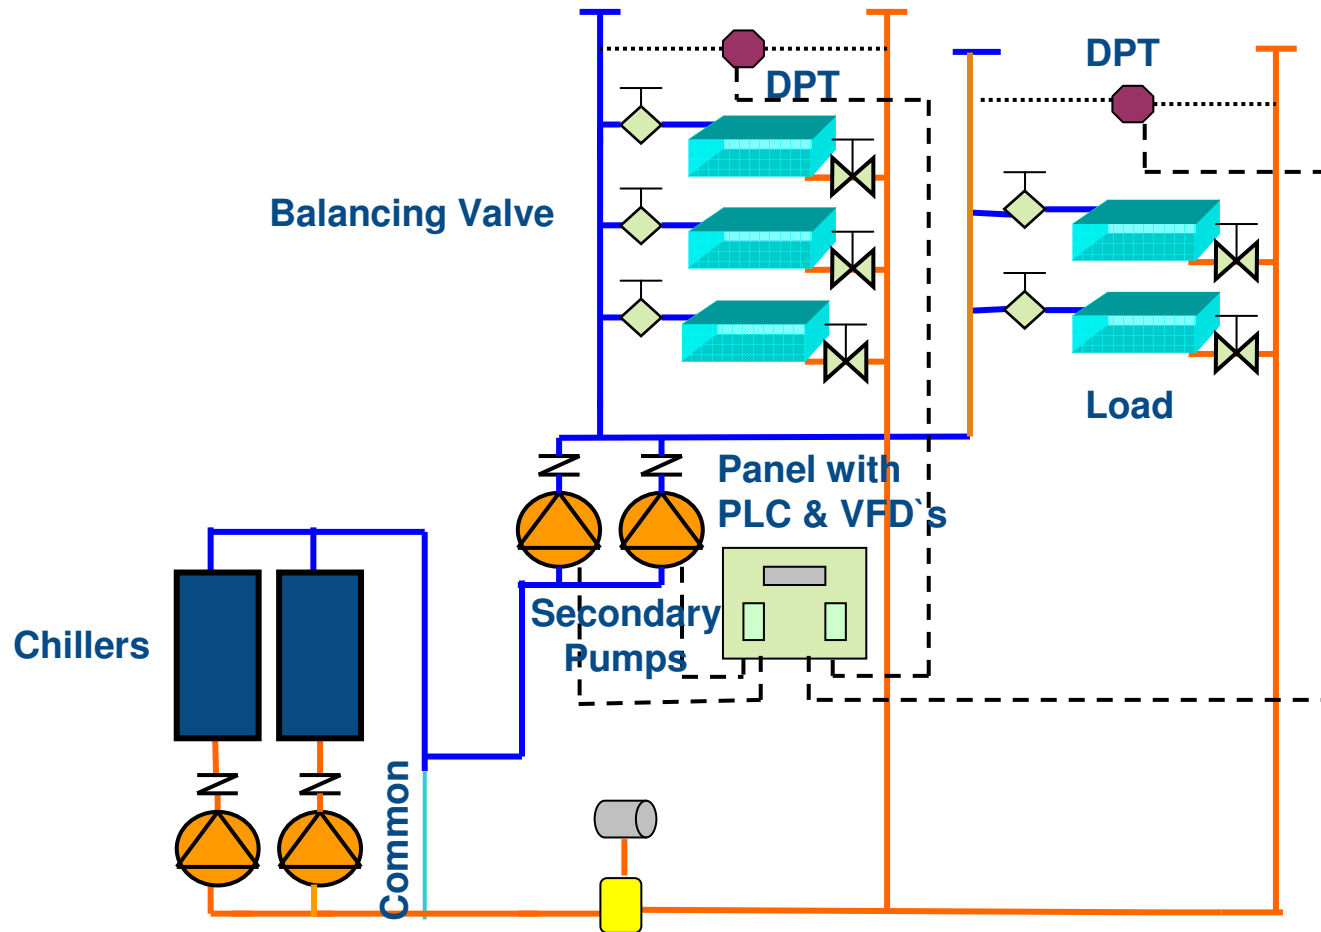 DPT
DPT
Balancing Valve
Load
Panel with
PLC & VFD`s
Secondary
Pumps
Chillers
Common